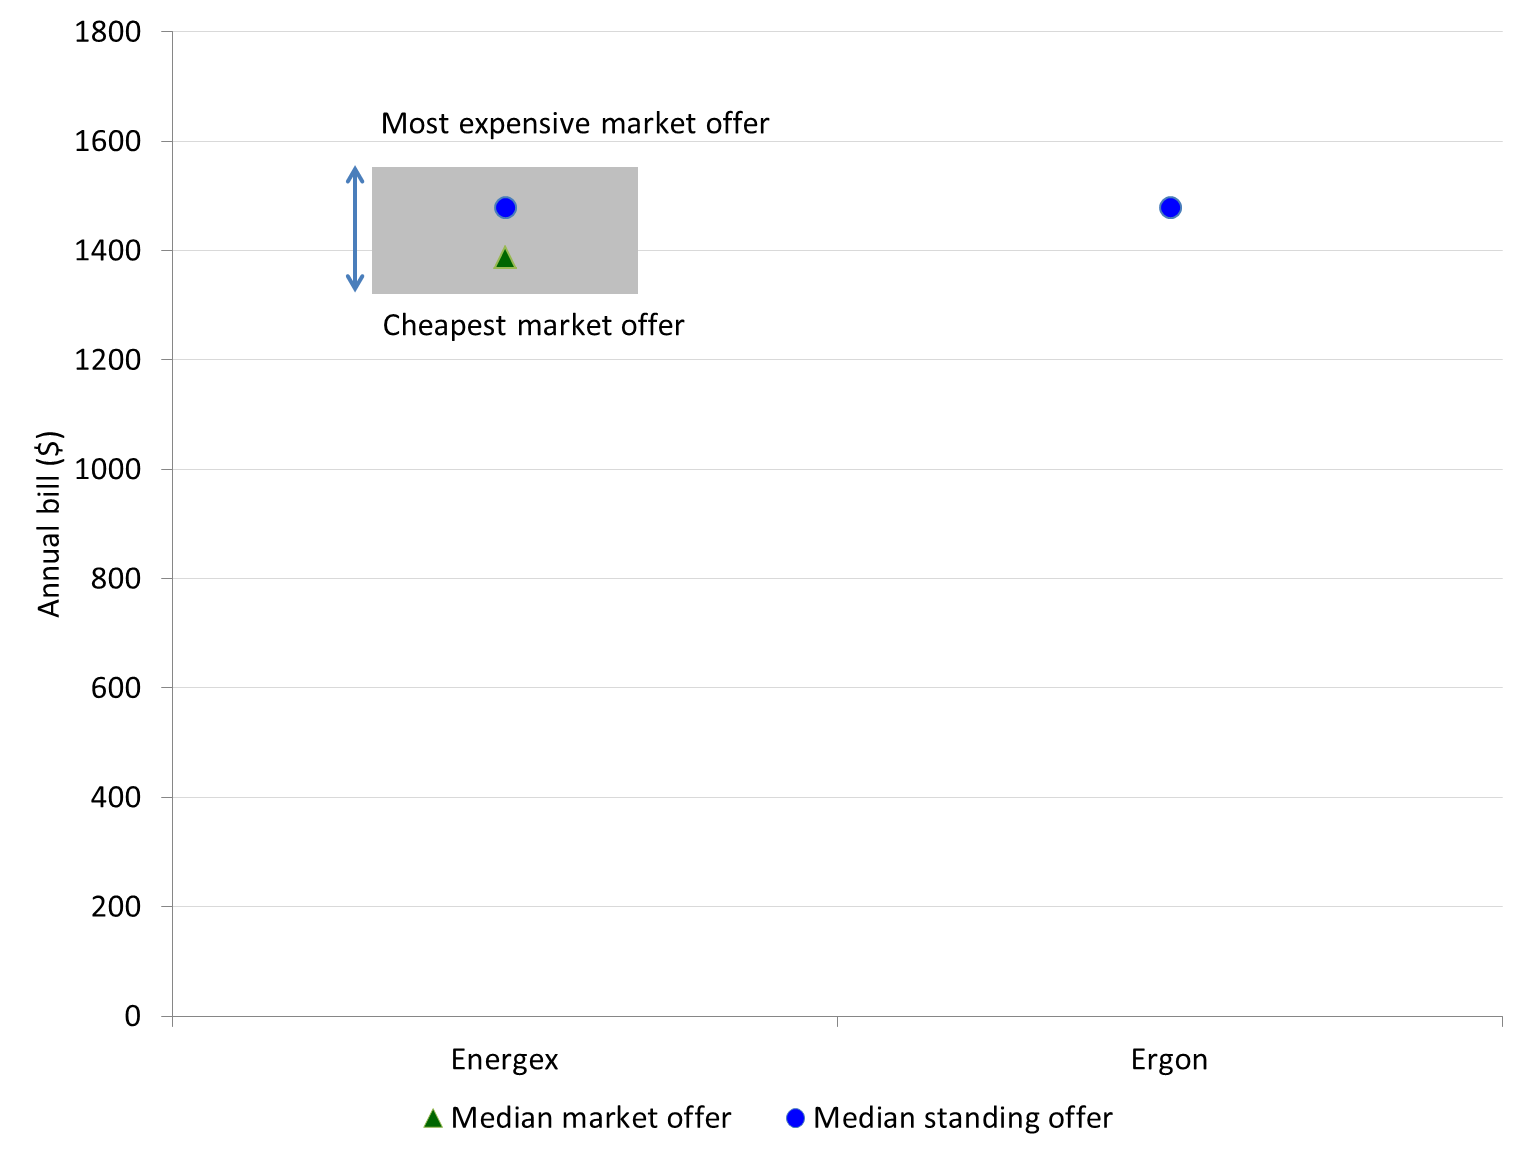 1800
Most expensive market offer
1600
1400
Cheapest market offer
1200
1000
800
600
400
200
0
Annual bill ($)
Energex Ergon
Median market offer Median standing offer